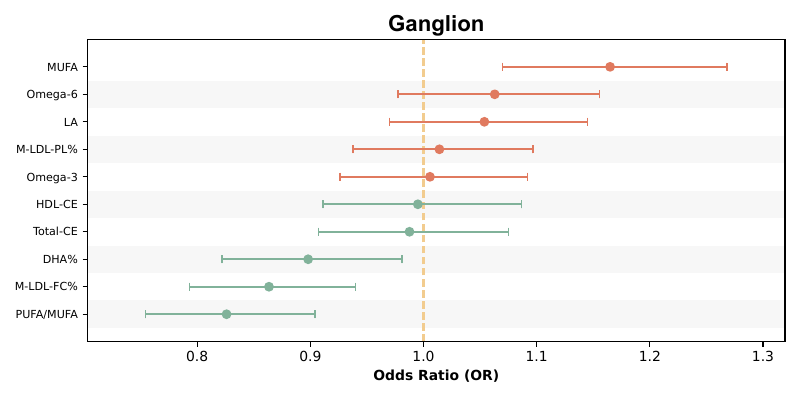 Ganglion
MUFA
Omega-6
LA
M-LDL-PL%
Omega-3
HDL-CE
Total-CE
DHA%
M-LDL-FC%
PUFA/MUFA
0.8 0.9 1.0 1.1 1.2 1.3
Odds Ratio (OR)